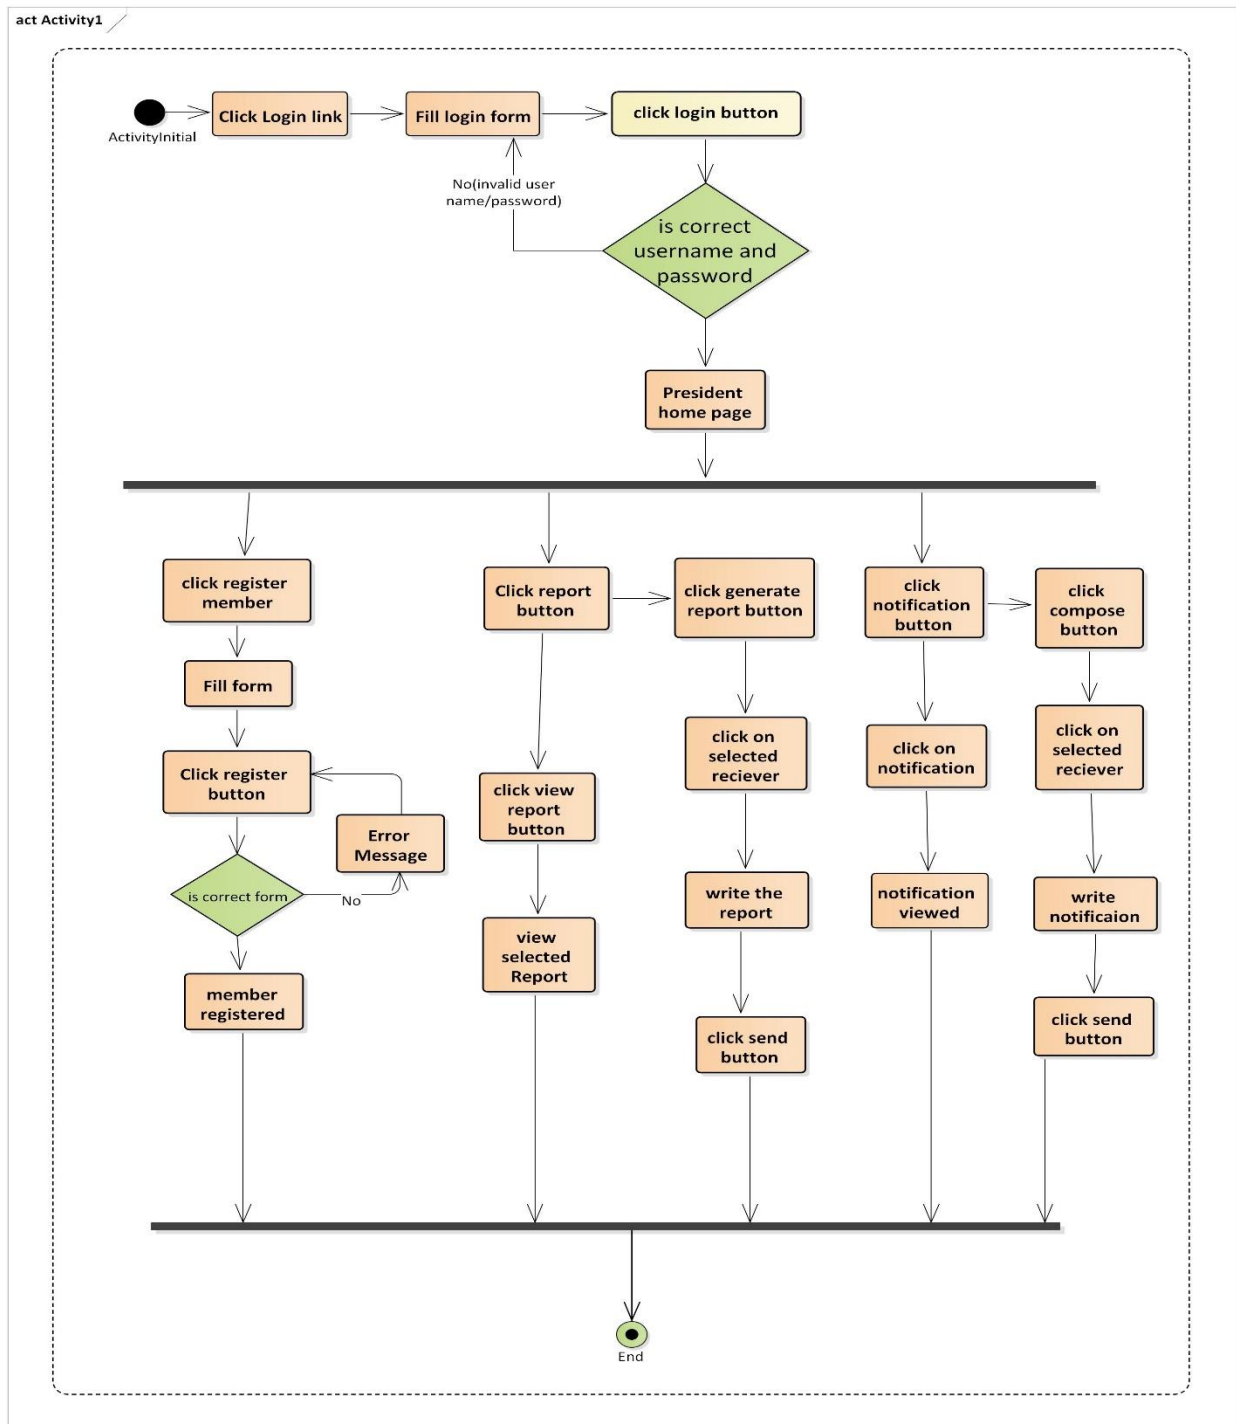 act Activity1
ActivityInitial
Click Login link
Fill login form
click login button
No(invalid user
name/password)
is correct
username and
password
President
home page
click register
member
Fill form
Click register
button
Error
Message
is correct form
No
member
registered
Click report
button
click view
report
button
view
selected
Report
click generate
report button
click on
selected
reciever
write the
report
click send
button
click
notification
button
click on
notification
notification
viewed
click
compose
button
click on
selected
reciever
write
notificaion
click send
button
End